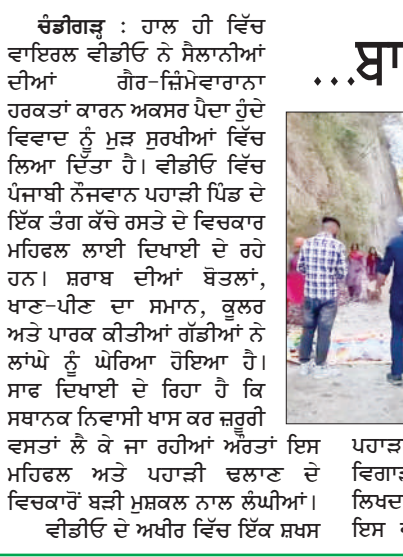 ਚੰਡੀਗੜ੍ਹ : ਹਾਲ ਹੀ ਵਿੱਚ
ਵਾਇਰਲ ਵੀਡੀਓ ਨੇ ਸੈਲਾਨੀਆਂ
ਦੀਆਂ ਗੈਰ-ਜ਼ਿੰਮੇਵਾਰਾਨਾ
ਹਰਕਤਾਂ ਕਾਰਨ ਅਕਸਰ ਪੈਦਾ ਹੁੰਦੇ
ਵਿਵਾਦ ਨੂੰ ਮੁੜ ਸੁਰਖੀਆਂ ਵਿੱਚ
ਲਿਆ ਦਿੱਤਾ ਹੈ। ਵੀਡੀਓ ਵਿੱਚ
ਪੰਜਾਬੀ ਨੌਜਵਾਨ ਪਹਾੜੀ ਪਿੰਡ ਦੇ
ਇੱਕ ਤੰਗ ਕੱਚੇ ਰਸਤੇ ਦੇ ਵਿਚਕਾਰ
ਮਹਿਫਲ ਲਾਈ ਦਿਖਾਈ ਦੇ ਰਹੇ
ਹਨ। ਸ਼ਰਾਬ ਦੀਆਂ ਬੋਤਲਾਂ,
ਖਾਣ-ਪੀਣ ਦਾ ਸਮਾਨ, ਕੂਲਰ
ਅਤੇ ਪਾਰਕ ਕੀਤੀਆਂ ਗੱਡੀਆਂ ਨੇ
ਲਾਂਘੇ ਨੂੰ ਘੇਰਿਆ ਹੋਇਆ ਹੈ।
ਸਾਫ ਦਿਖਾਈ ਦੇ ਰਿਹਾ ਹੈ ਕਿ
ਸਥਾਨਕ ਨਿਵਾਸੀ ਖਾਸ ਕਰ ਜ਼ਰੂਰੀ
ਵਸਤਾਂ ਲੈ ਕੇ ਜਾ ਰਹੀਆਂ ਔਰਤਾਂ ਇਸ
ਮਹਿਫਲ ਅਤੇ ਪਹਾੜੀ ਢਲਾਣ ਦੇ
ਵਿਚਕਾਰੋਂ ਬੜੀ ਮੁਸ਼ਕਲ ਨਾਲ ਲੰਘੀਆਂ।
ਵੀਡੀਓ ਦੇ ਅਖੀਰ ਵਿੱਚ ਇੱਕ ਸ਼ਖਸ
...ਬਾ
ਪਹਾੜ
ਵਿਗਾੜ
ਲਿਖਦਾ
ਇਸ